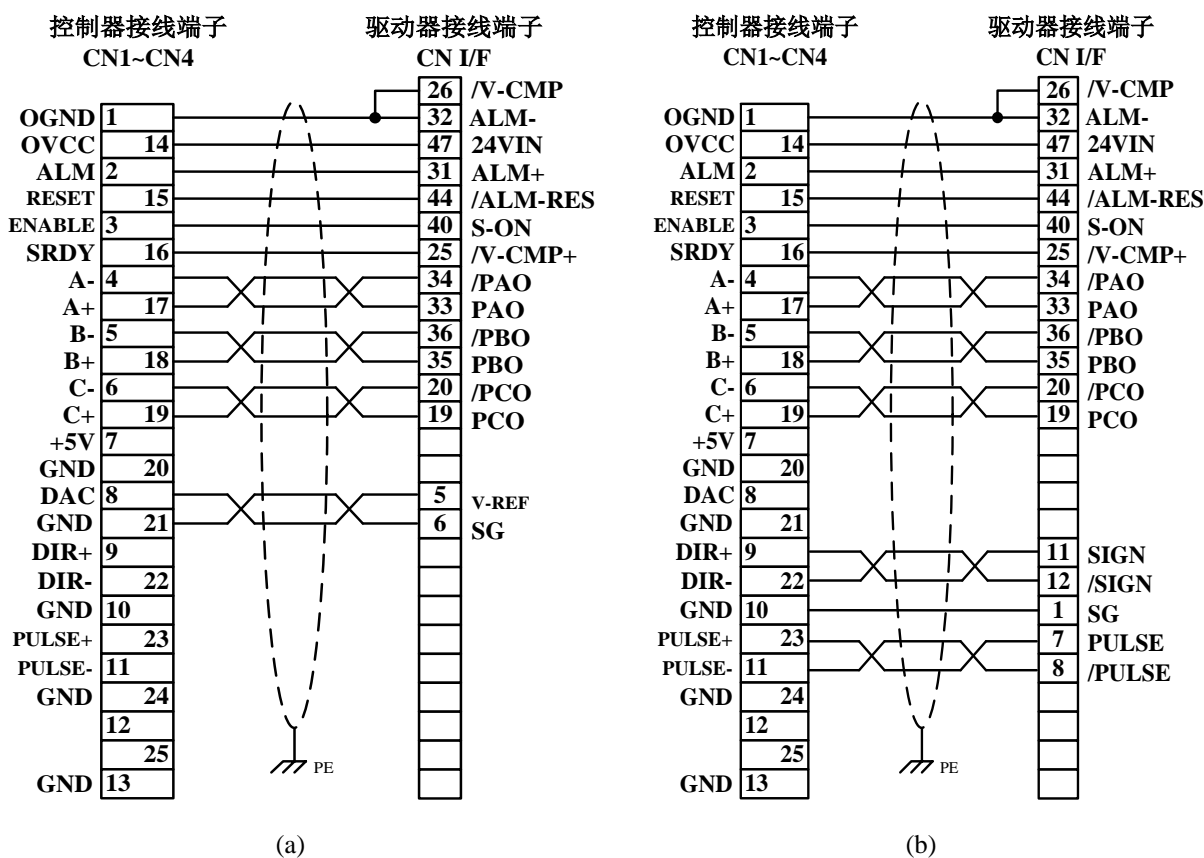 控制器接线端子 驱动器接线端子
CN1~CN4 CN I/F
26 /V-CMP
OGND 1 32 ALM-
OVCC 14 47 24VIN
ALM 2 31 ALM+
RESET 15 44 /ALM-RES
ENABLE 3 40 S-ON
SRDY 16 25 /V-CMP+
A- 4 34 /PAO
A+ 17 33 PAO
B- 5 36 /PBO
B+ 18 35 PBO
C- 6 20 /PCO
C+ 19 19 PCO
+5V 7
GND 20
DAC 8 5 V-REF
GND 21 6 SG
DIR+ 9
DIR- 22
GND 10
PULSE+ 23
PULSE- 11
GND 24
12
25
GND 13
PE
(a)
控制器接线端子 驱动器接线端子
CN1~CN4 CN I/F
26 /V-CMP
OGND 1 32 ALM-
OVCC 14 47 24VIN
ALM 2 31 ALM+
RESET 15 44 /ALM-RES
ENABLE 3 40 S-ON
SRDY 16 25 /V-CMP+
A- 4 34 /PAO
A+ 17 33 PAO
B- 5 36 /PBO
B+ 18 35 PBO
C- 6 20 /PCO
C+ 19 19 PCO
+5V 7
GND 20
DAC 8
GND 21
DIR+ 9 11 SIGN
DIR- 22 12 /SIGN
GND 10 1 SG
PULSE+ 23 7 PULSE
PULSE- 11 8 /PULSE
GND 24
12
25
GND 13
PE
(b)